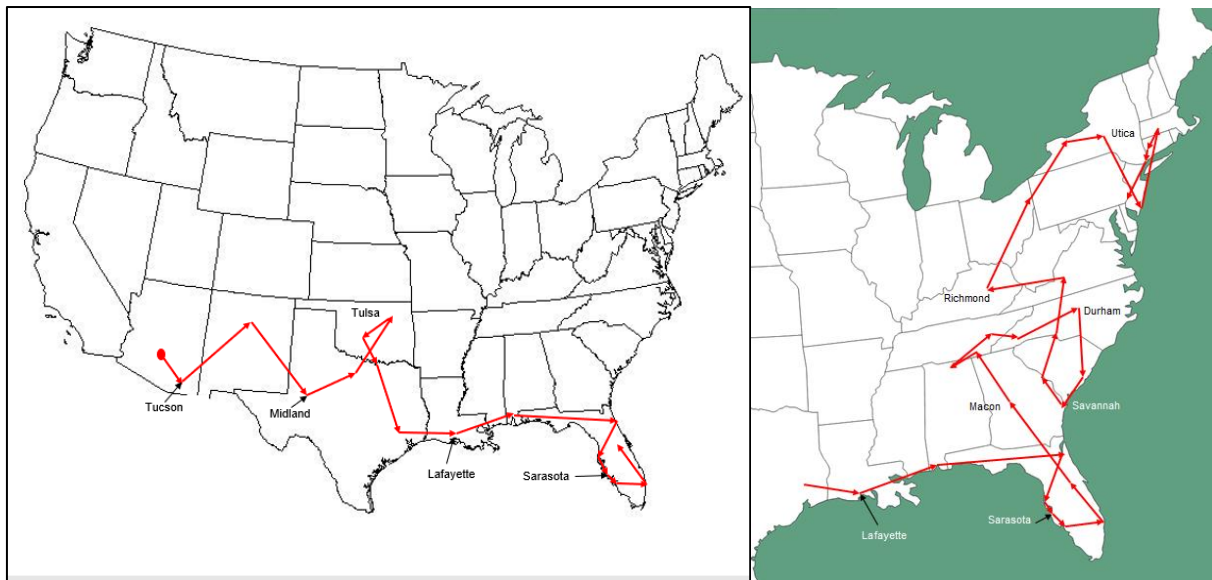 Tulsa
Tucson
Midland
Lafayette
Sarasota
Utica
Richmond
Durham
Macon
Savannah
Sarasota
Lafayette